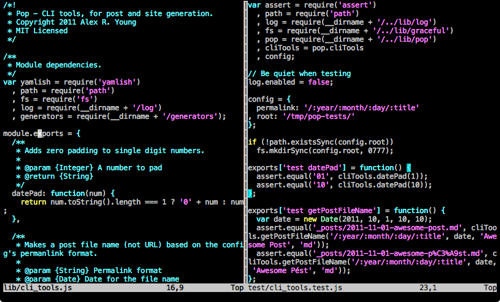 /*!
 * Pop - CLI tools, for post and site generation.
 * Copyright 2011 Alex R. Young
 * MIT Licensed
 */
/**
 * Module dependencies.
 */
var yamlish = require('yamlish')
  , path = require('path')
  , fs = require('fs')
  , log = require(__dirname + '/log')
  , generators = require(__dirname + '/generators');
module.exports = {
  /**
   * Adds zero padding to single digit numbers.
   *
   * @param {Integer} A number to pad
   * @return {String}
   */
  datePad: function(num) {
    return num.toString().length === 1 ? '0' + num : num
;
  },
  /**
   * Makes a post file name (not URL) based on the confi
g's permanlink format.
   *
   * @param {String} Permalink format
   * @param {Date} Date for the file name
lib/cli_tools.js 16,9 Top
var assert = require('assert')
  , path = require('path')
  , log = require(__dirname + '/../lib/log')
  , fs = require(__dirname + '/../lib/graceful')
  , pop = require(__dirname + '/../lib/pop')
  , cliTools = pop.cliTools
  , config;
// Be quiet when testing
log.enabled = false;
config = {
  permalink: '/:year/:month/:day/:title'
, root: '/tmp/pop-tests/'
};
if (!path.existsSync(config.root))
  fs.mkdirSync(config.root, 0777);
exports['test datePad'] = function() {
  assert.equal('01', cliTools.datePad(1));
  assert.equal('10', cliTools.datePad(10));
};
exports['test getPostFileName'] = function() {
  var date = new Date(2011, 10, 1, 10, 10);
  assert.equal('_posts/2011-11-01-awesome-post.md', cliToo
ls.getPostFileName('/:year/:month/:day/:title', date, 'Awe
some Post', 'md'));
  assert.equal('_posts/2011-11-01-awesome-p%C3%A9st.md', c
liTools.getPostFileName('/:year/:month/:day/:title', date,
 'Awesome Pést', 'md'));
test/cli_tools.test.js 23,1 Top